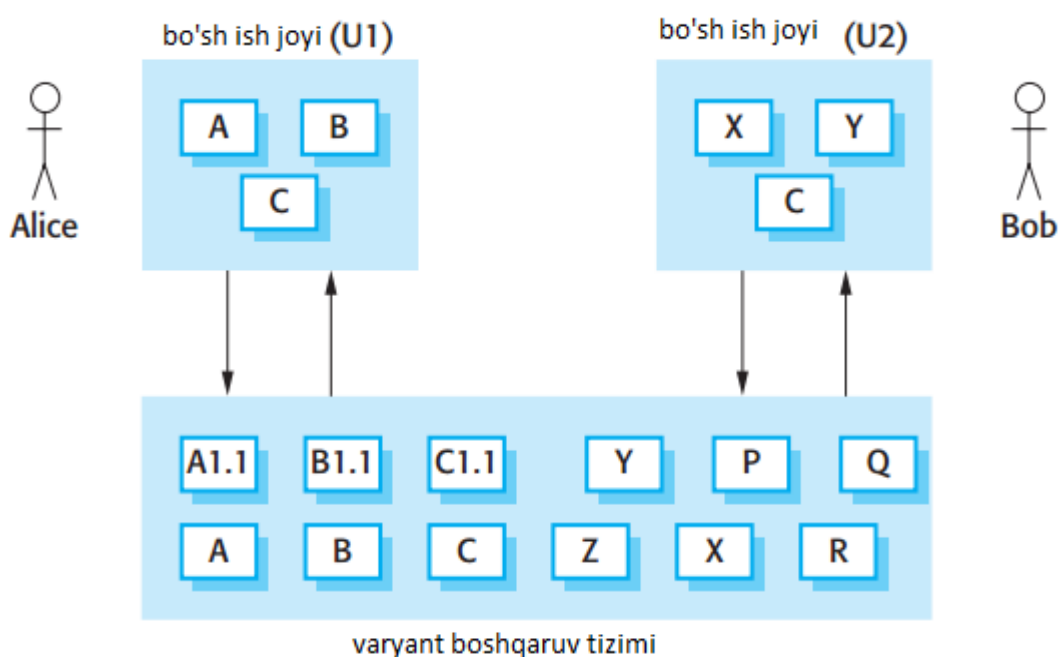 bo'sh ish joyi (U1)
bo'sh ish joyi (U2)
A B
X Y
C
C
Alice
Bob
A1.1 B1.1 C1.1 Y P Q
A B C Z X R
varyant boshqaruv tizimi